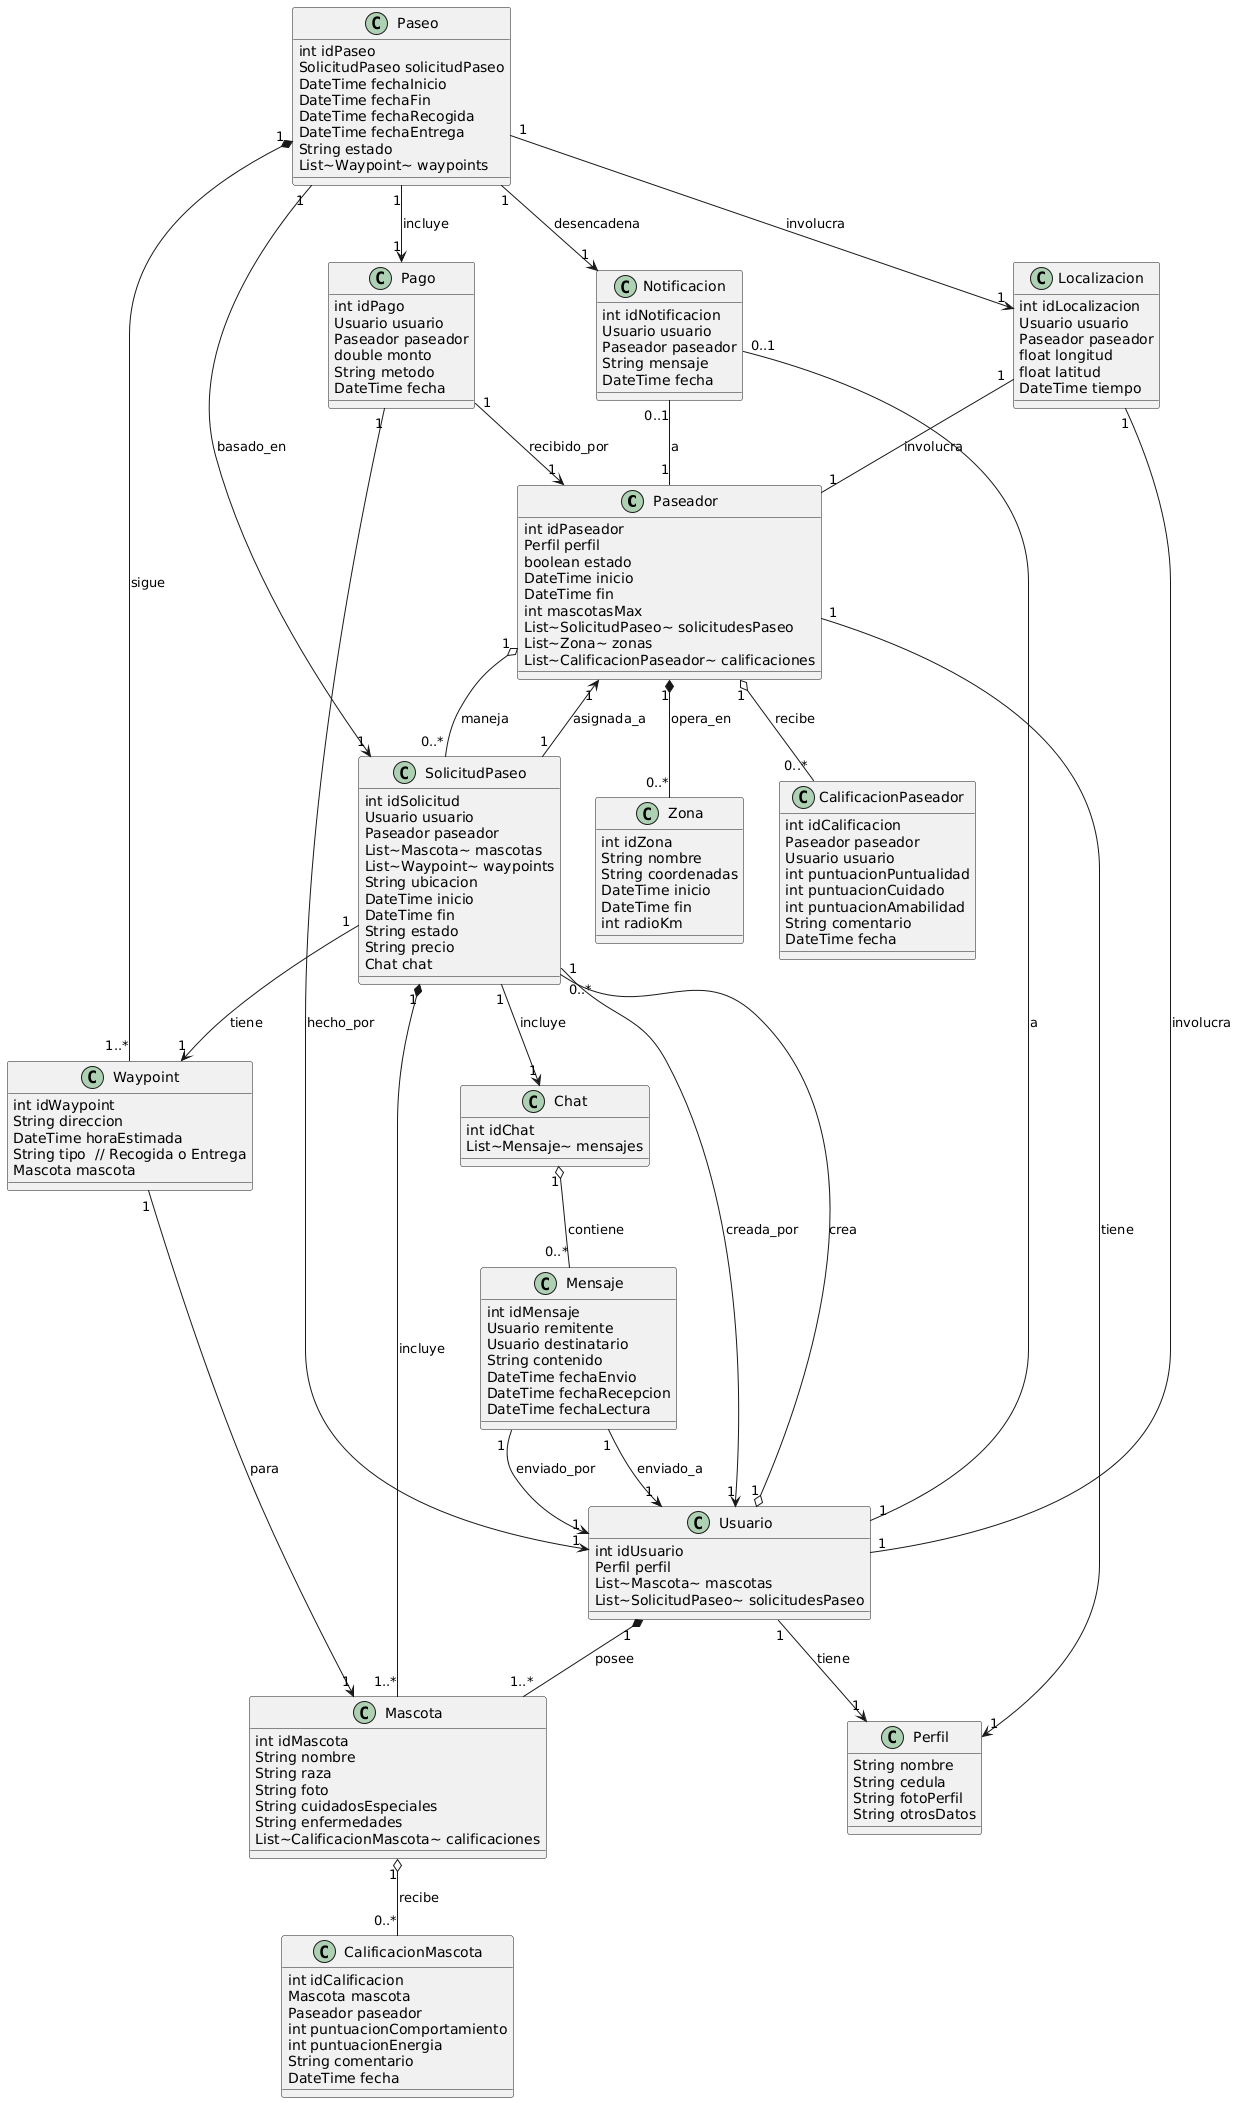 C Paseo
int idPaseo
SolicitudPaseo solicitudPaseo
DateTime fechaInicio
DateTime fechaFin
DateTime fechaRecogida
DateTime fechaEntrega
String estado
List~Waypoint~ waypoints
1
1
1
1
1
1
incluye
desencadena
involucra
1
1
1
C Pago
int idPago
Usuario usuario
Paseador paseador
double monto
String metodo
DateTime fecha
1
1
C Notificacion
int idNotificacion
Usuario usuario
Paseador paseador
String mensaje
DateTime fecha
0..1
0..1
C Localizacion
int idLocalizacion
Usuario usuario
Paseador paseador
float longitud
float latitud
DateTime tiempo
1
1
basado_en
recibido_por
a
involucra
1
1
1
C Paseador
int idPaseador
Perfil perfil
boolean estado
DateTime inicio
DateTime fin
int mascotasMax
List~SolicitudPaseo~ solicitudesPaseo
List~Zona~ zonas
List~CalificacionPaseador~ calificaciones
sigue
1
1
1
1
1
maneja
asignada_a
opera_en
recibe
1
0..*
1
0..*
0..*
C SolicitudPaseo
int idSolicitud
Usuario usuario
Paseador paseador
List~Mascota~ mascotas
List~Waypoint~ waypoints
String ubicacion
DateTime inicio
DateTime fin
String estado
String precio
Chat chat
C Zona
int idZona
String nombre
String coordenadas
DateTime inicio
DateTime fin
int radioKm
C CalificacionPaseador
int idCalificacion
Paseador paseador
Usuario usuario
int puntuacionPuntualidad
int puntuacionCuidado
int puntuacionAmabilidad
String comentario
DateTime fecha
1
1
1
1
0..*
tiene
hecho_por
incluye
a
involucra
1..*
1
1
C Waypoint
int idWaypoint
String direccion
DateTime horaEstimada
String tipo  // Recogida o Entrega
Mascota mascota
1
C Chat
int idChat
List~Mensaje~ mensajes
1
contiene
creada_por
crea
tiene
0..*
C Mensaje
int idMensaje
Usuario remitente
Usuario destinatario
String contenido
DateTime fechaEnvio
DateTime fechaRecepcion
DateTime fechaLectura
incluye
1
1
para
enviado_por
enviado_a
1
1
1
1
1
1
1
C Usuario
int idUsuario
Perfil perfil
List~Mascota~ mascotas
List~SolicitudPaseo~ solicitudesPaseo
1
1
posee
tiene
1
1..*
1..*
1
1
C Mascota
int idMascota
String nombre
String raza
String foto
String cuidadosEspeciales
String enfermedades
List~CalificacionMascota~ calificaciones
C Perfil
String nombre
String cedula
String fotoPerfil
String otrosDatos
1
recibe
0..*
C CalificacionMascota
int idCalificacion
Mascota mascota
Paseador paseador
int puntuacionComportamiento
int puntuacionEnergia
String comentario
DateTime fecha